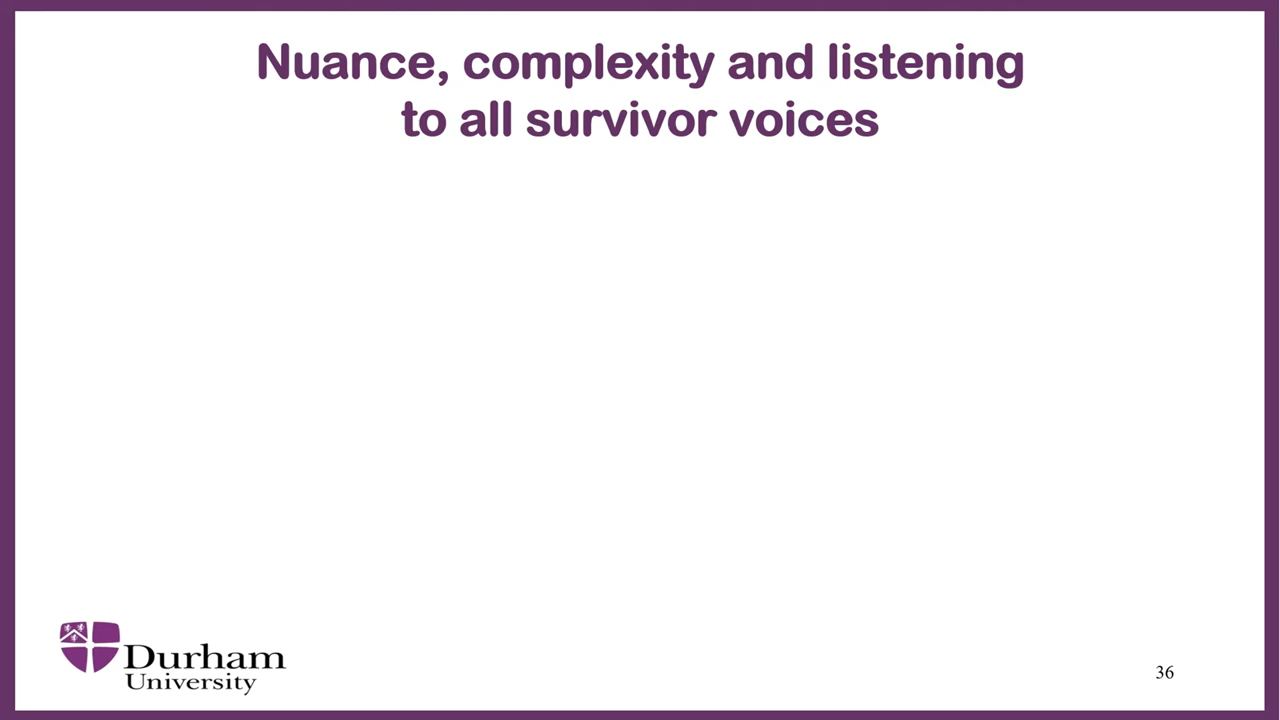 Nuance, complexity and listening
to all survivor voices
Durham
University
36